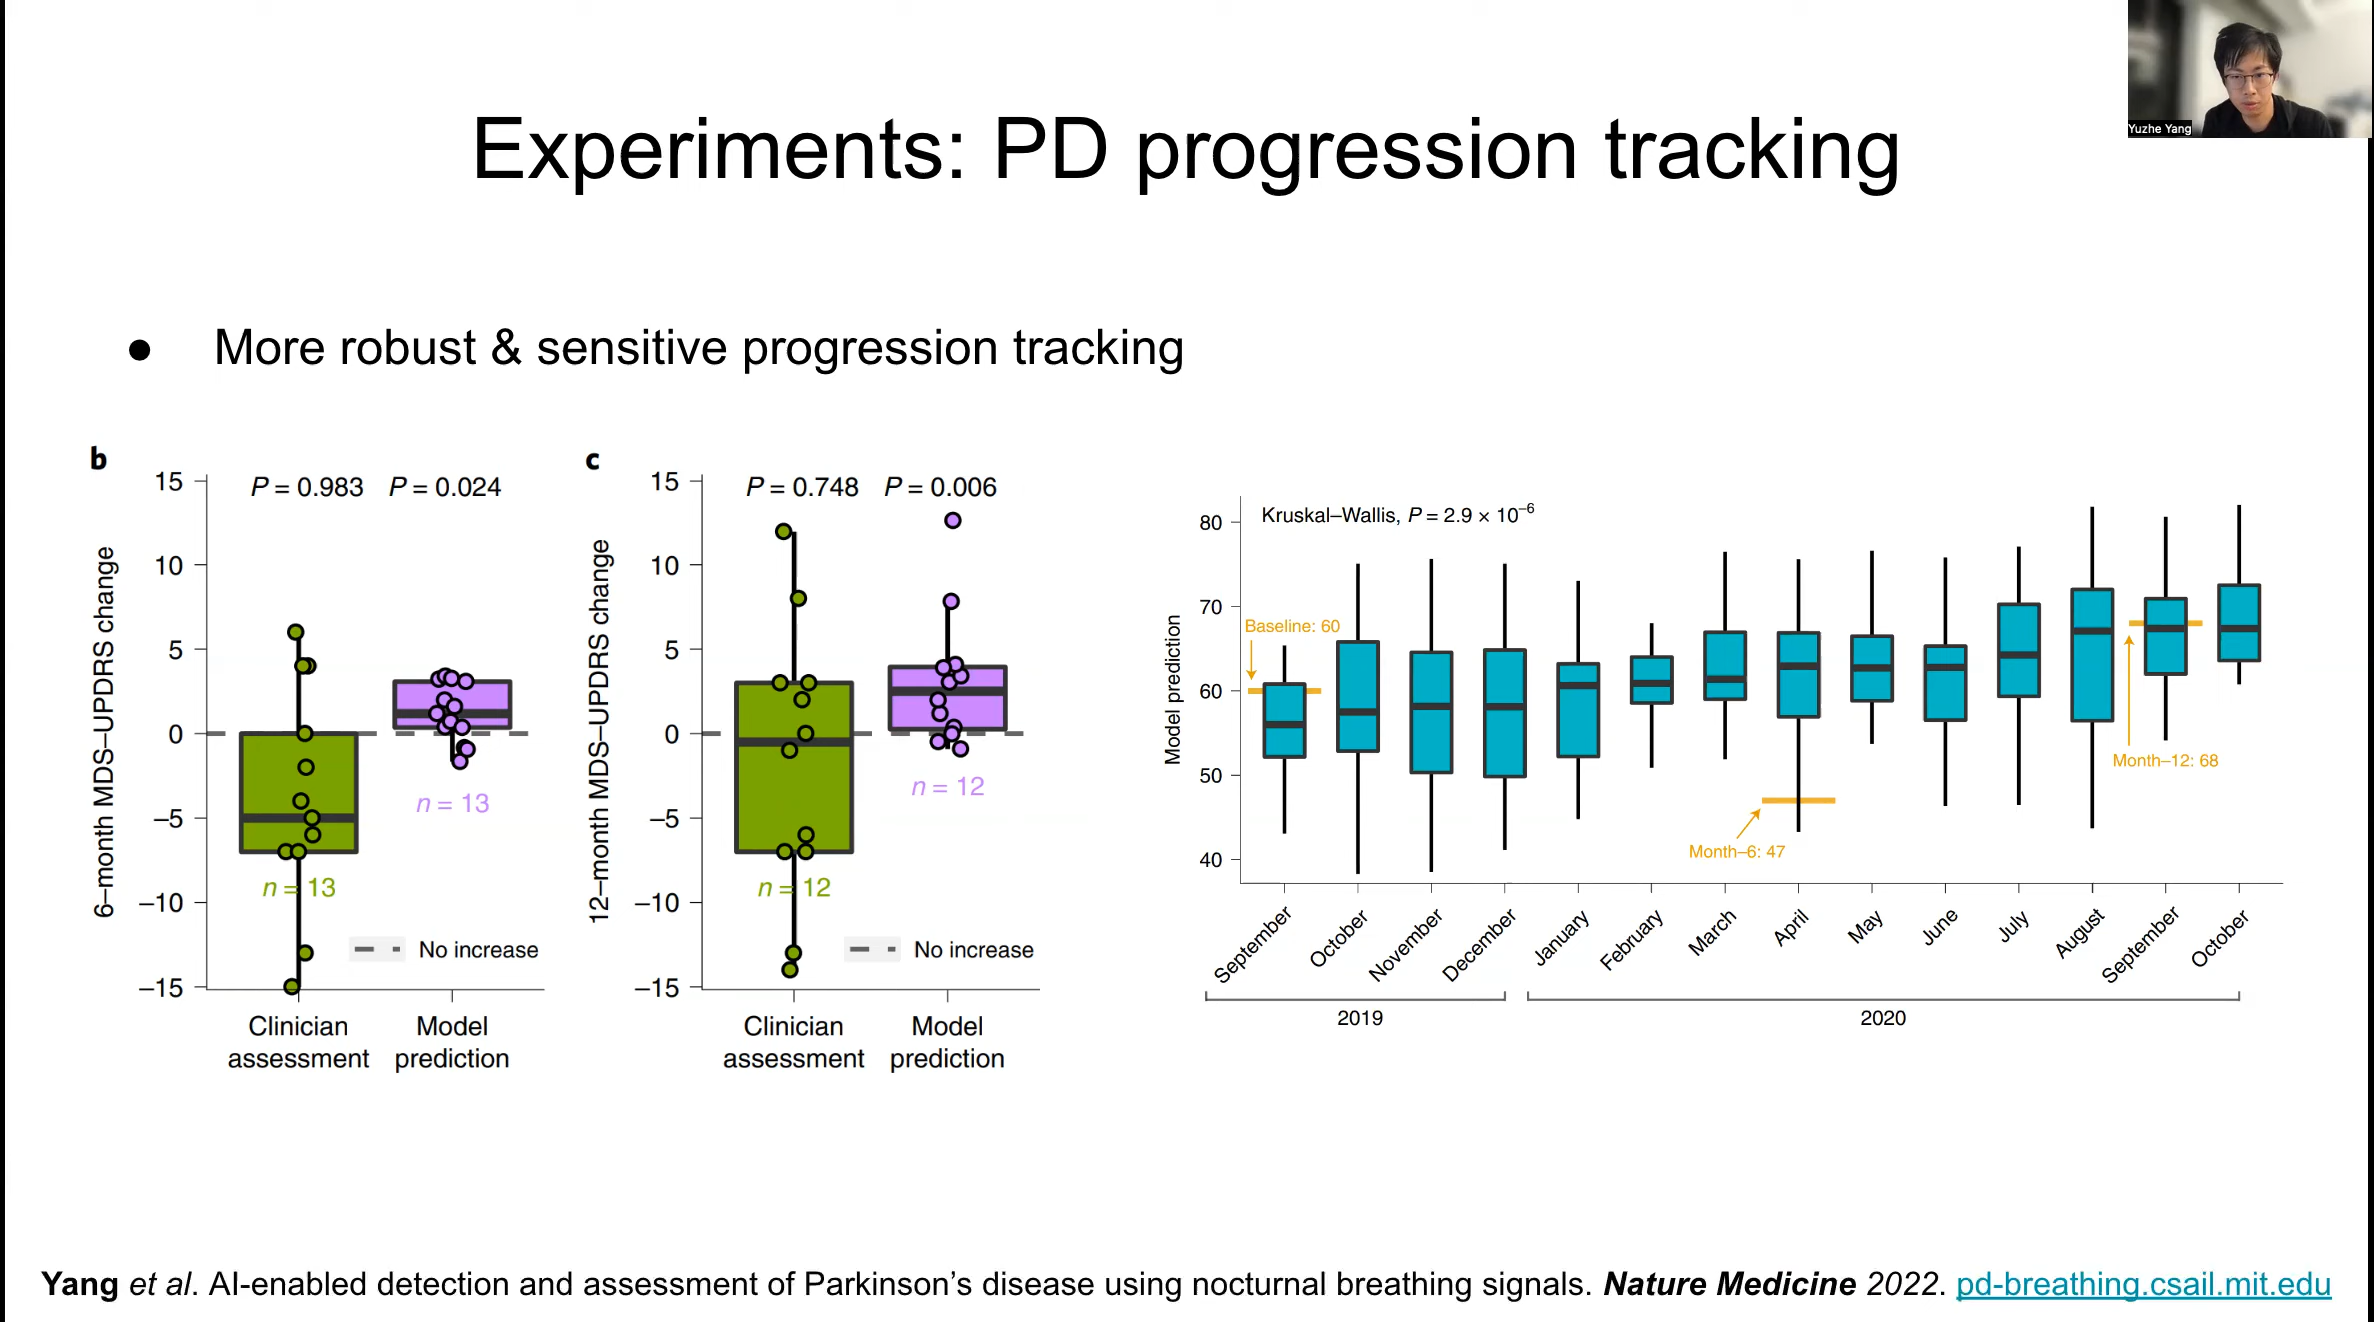 Yuzhe Yang
Experiments: PD progression tracking
● More robust & sensitive progression tracking
b
6–month MDS–UPDRS change
15
10
5
0
–5
–10
–15
P = 0.983
P = 0.024
n = 13
n = 13
No increase
Clinician
assessment
Model
prediction
c
12–month MDS–UPDRS change
15
10
5
0
–5
–10
–15
P = 0.748
P = 0.006
n = 12
n = 12
No increase
Clinician
assessment
Model
prediction
Model prediction
80
70
60
50
40
Kruskal–Wallis, P = 2.9 × 10⁻⁶
Baseline: 60
Month–6: 47
Month–12: 68
September
October
November
December
January
February
March
April
May
June
July
August
September
October
2019
2020
Yang et al. AI-enabled detection and assessment of Parkinson’s disease using nocturnal breathing signals. Nature Medicine 2022. pd-breathing.csail.mit.edu